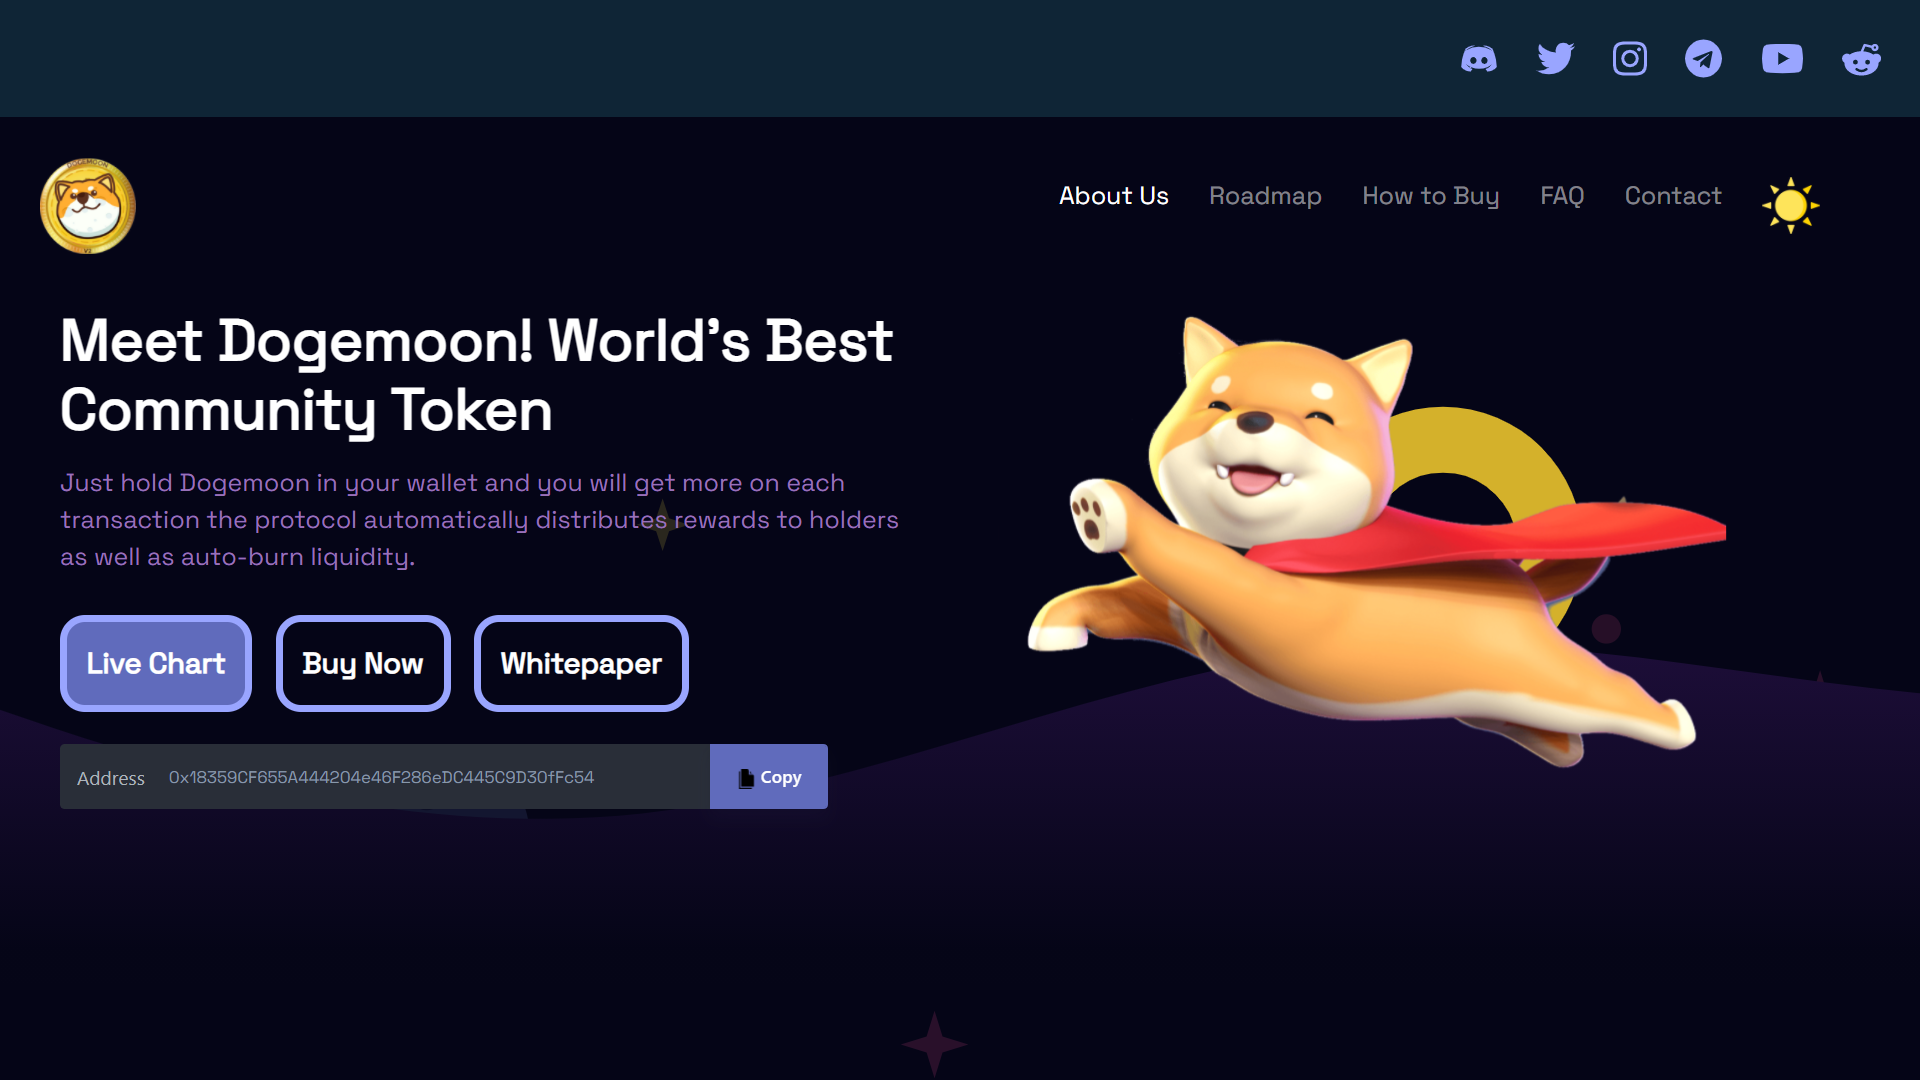 DOGEMOON
V2
About Us
Roadmap
How to Buy
FAQ
Contact
Meet Dogemoon! World's Best
Community Token
Just hold Dogemoon in your wallet and you will get more on each
transaction the protocol automatically distributes rewards to holders
as well as auto-burn liquidity.
Live Chart
Buy Now
Whitepaper
Address
0x18359CF655A444204e46F286eDC445C9D30fFc54
Copy